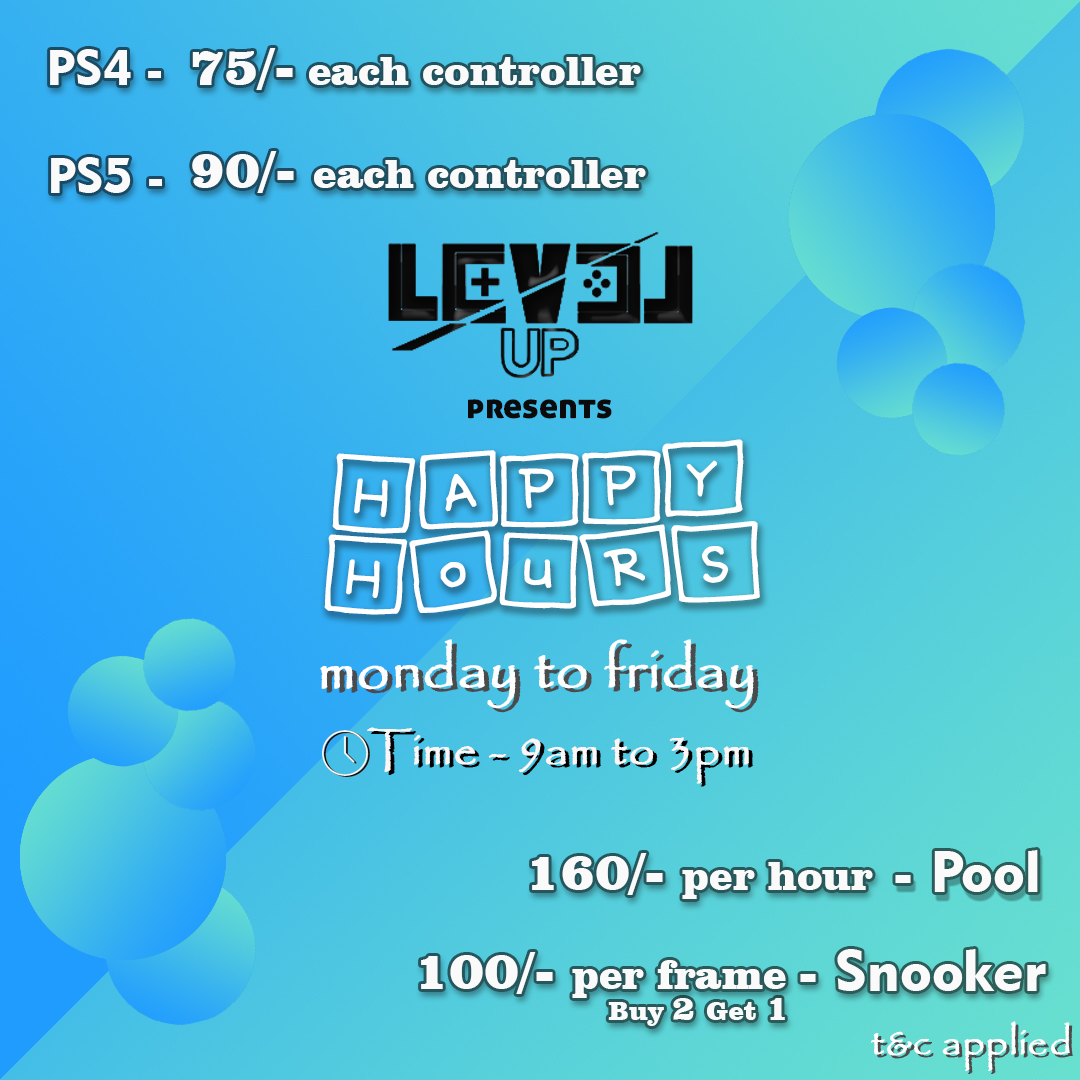 PS4 - 75/- each controller
PS5 - 90/- each controller
LEVEL
UP
PRESENTS
HAPPY
HOURS
monday to friday
Time - 9am to 3pm
160/- per hour - Pool
100/- per frame - Snooker
Buy 2 Get 1
t&c applied